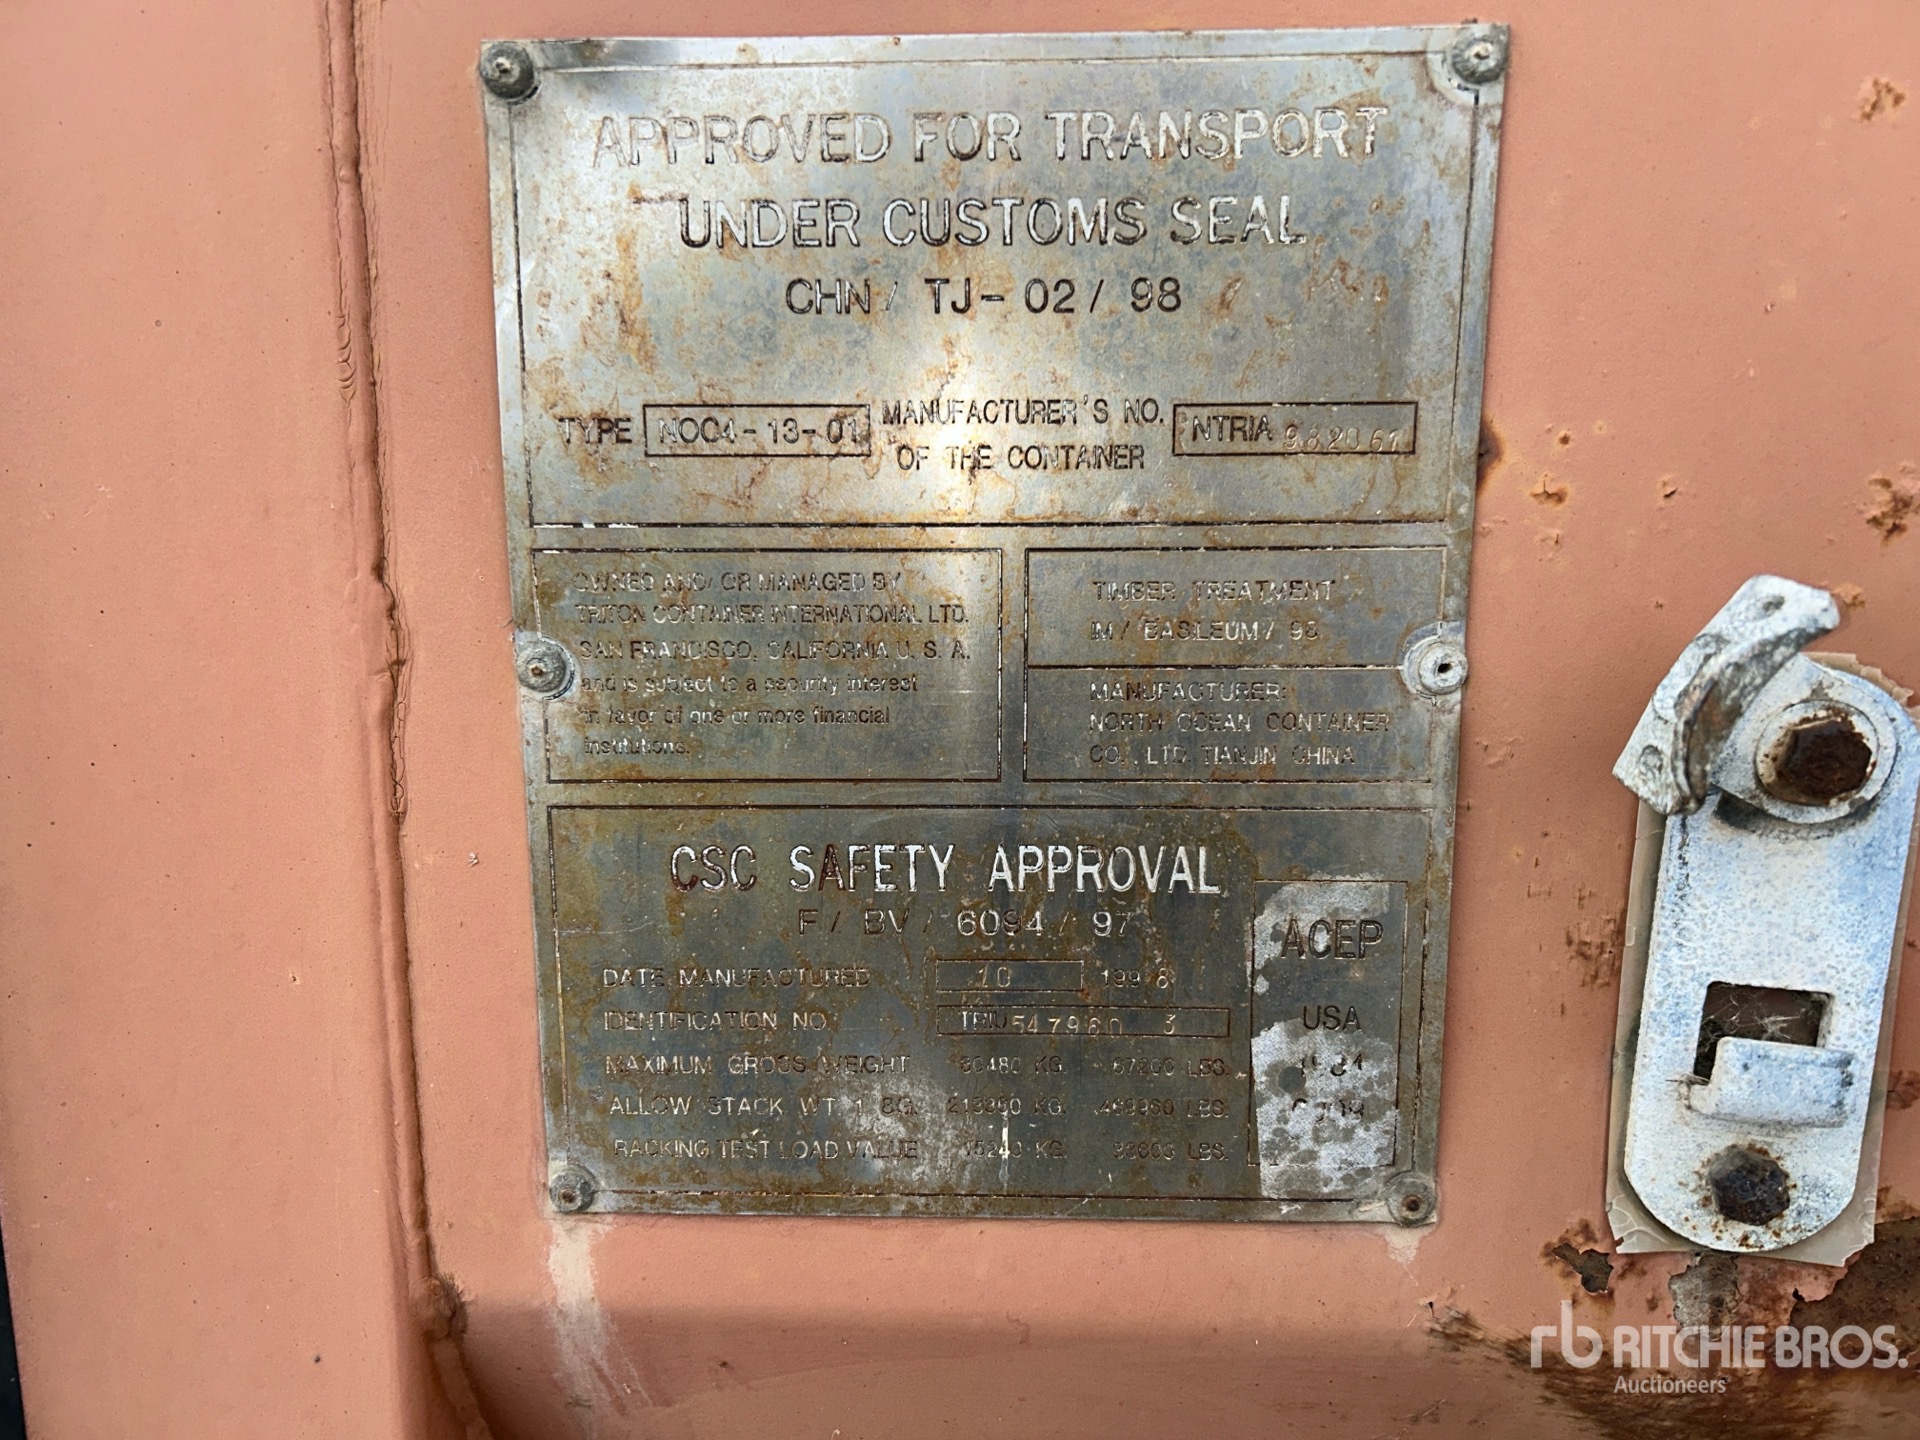 APPROVED FOR TRANSPORT
UNDER CUSTOMS SEAL
CHN / TJ - 02 / 98
TYPE NOC4-13-01 MANUFACTURER'S NO. OF THE CONTAINER NTRIA 982061
OWNED AND/OR MANAGED BY
TRITON CONTAINER INTERNATIONAL LTD.
SAN FRANCISCO, CALIFORNIA U. S. A.
and is subject to a security interest
in favor of one or more financial
institutions.
TIMBER TREATMENT
IM / BASILEUM / 98
MANUFACTURER:
NORTH OCEAN CONTAINER
CO., LTD. TIANJIN CHINA
CSC SAFETY APPROVAL
F / BV / 6094 / 97
DATE MANUFACTURED 10 1998
IDENTIFICATION NO. TRIU 547960 3
MAXIMUM GROSS WEIGHT 30480 KG. 67200 LBS.
ALLOW STACK WT. 1.8G. KG. LBS.
RACKING TEST LOAD VALUE 15240 KG. LBS.
ACEP
USA
rb RITCHIE BROS.
Auctioneers